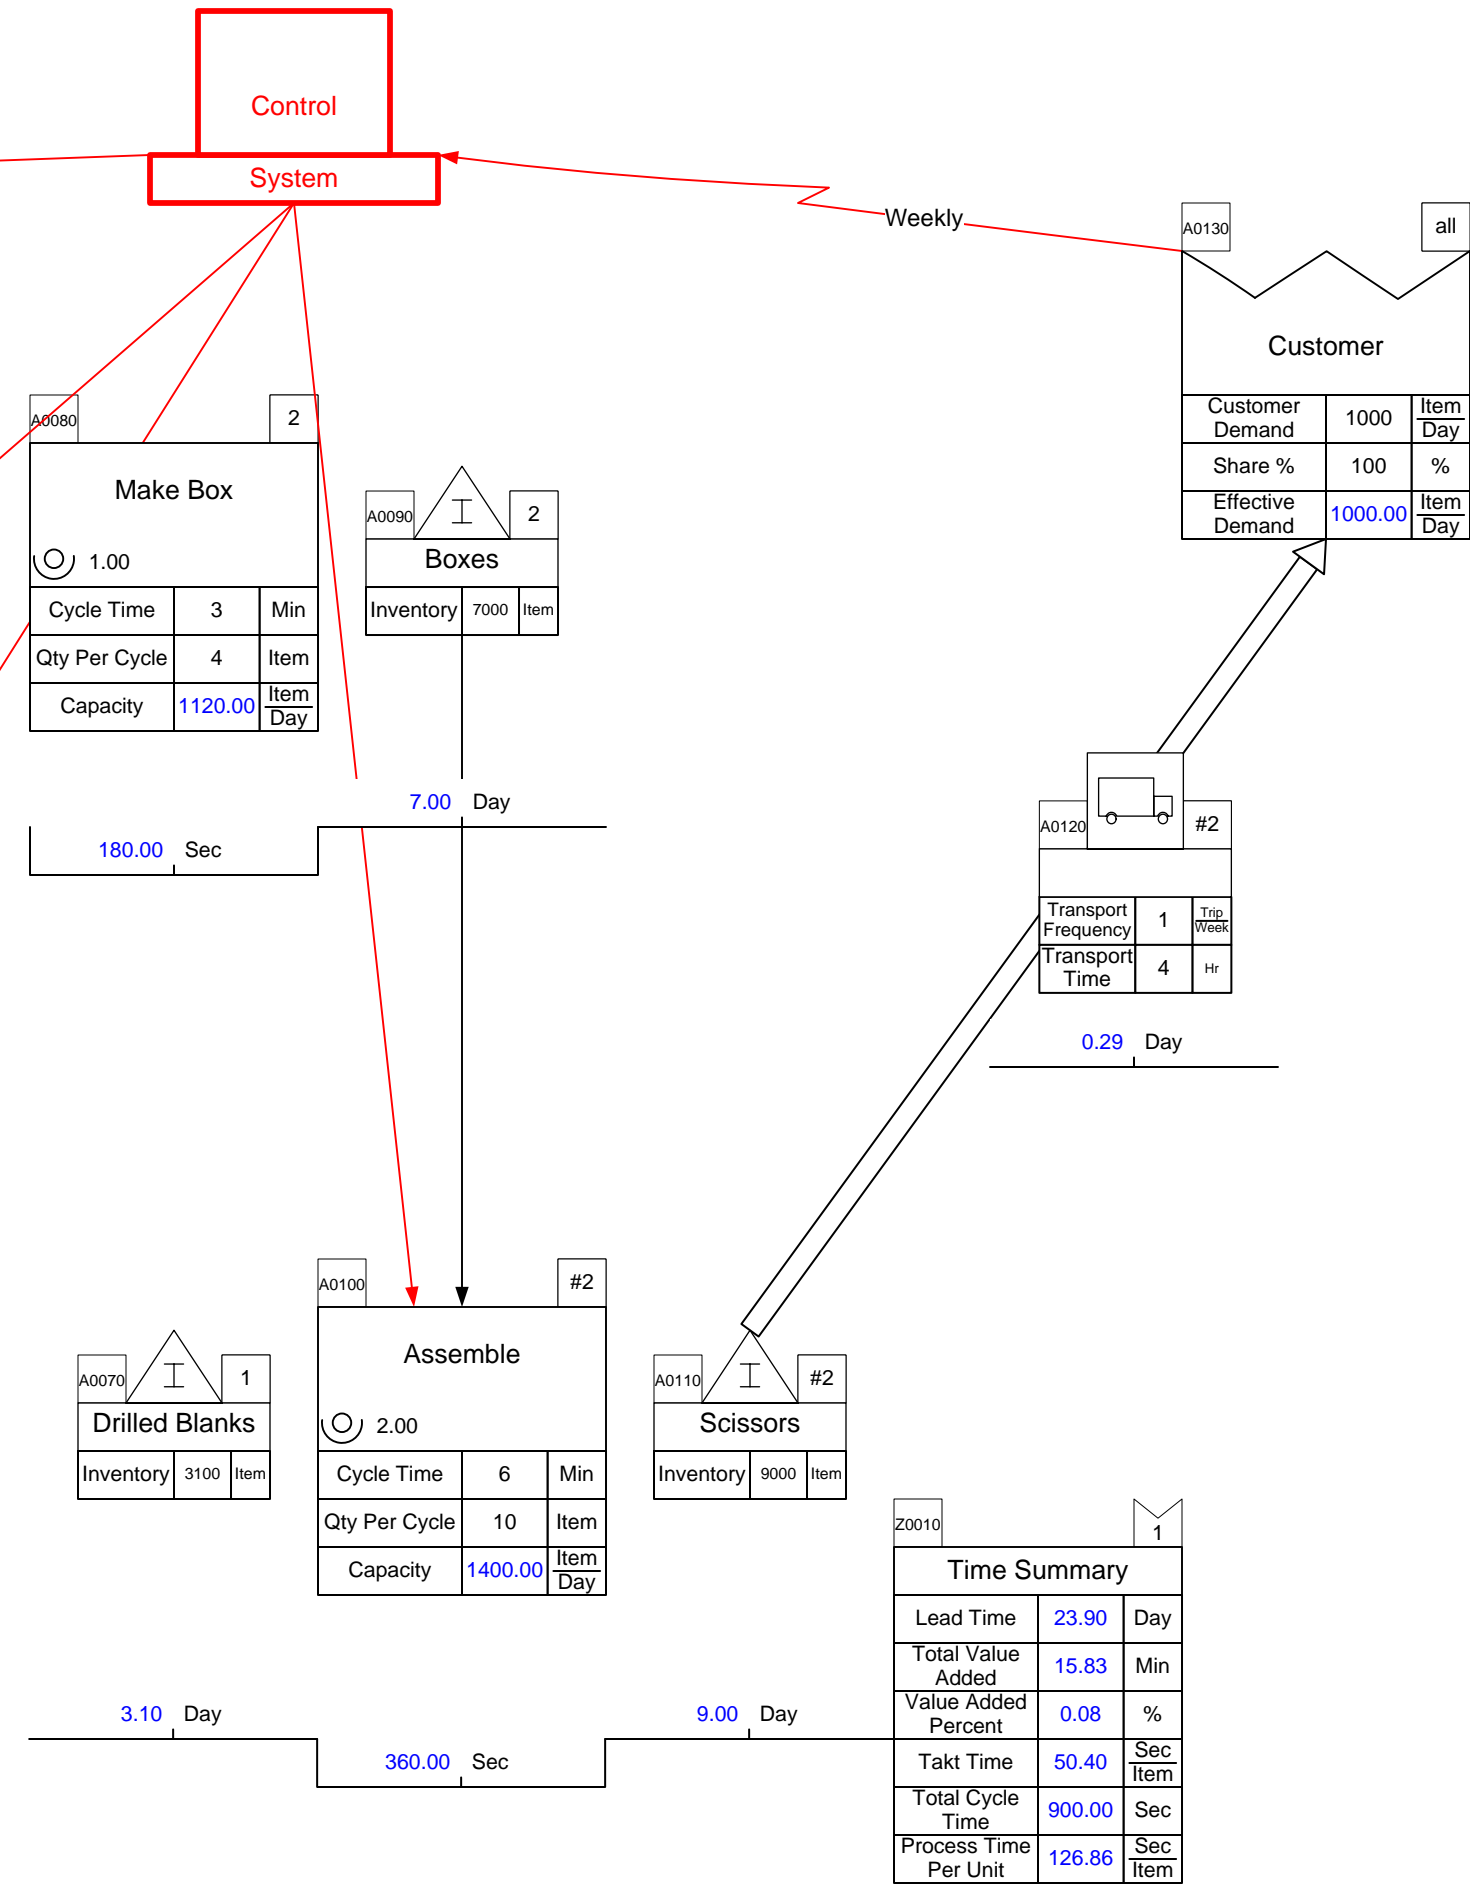 Control
System
Weekly
A0130
all
Customer
Customer
Demand
1000
Item
Day
Share %
100
%
Effective
Demand
1000.00
Item
Day
A0080
2
Make Box
1.00
Cycle Time
3
Min
Qty Per Cycle
4
Item
Capacity
1120.00
Item
Day
A0090
I
2
Boxes
Inventory
7000
Item
7.00 Day
180.00 Sec
A0120
#2
Transport
Frequency
1
Trip
Week
Transport
Time
4
Hr
0.29 Day
A0070
I
1
Drilled Blanks
Inventory
3100
Item
A0100
#2
Assemble
2.00
Cycle Time
6
Min
Qty Per Cycle
10
Item
Capacity
1400.00
Item
Day
A0110
I
#2
Scissors
Inventory
9000
Item
3.10 Day
360.00 Sec
9.00 Day
Z0010
1
Time Summary
Lead Time
23.90
Day
Total Value
Added
15.83
Min
Value Added
Percent
0.08
%
Takt Time
50.40
Sec
Item
Total Cycle
Time
900.00
Sec
Process Time
Per Unit
126.86
Sec
Item